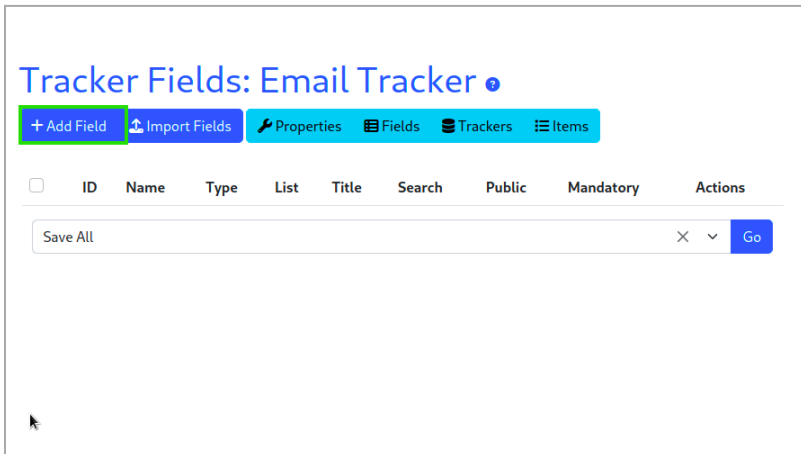 Tracker Fields: Email Tracker ?
+ Add Field Import Fields Properties Fields Trackers Items
ID Name Type List Title Search Public Mandatory Actions
Save All Go